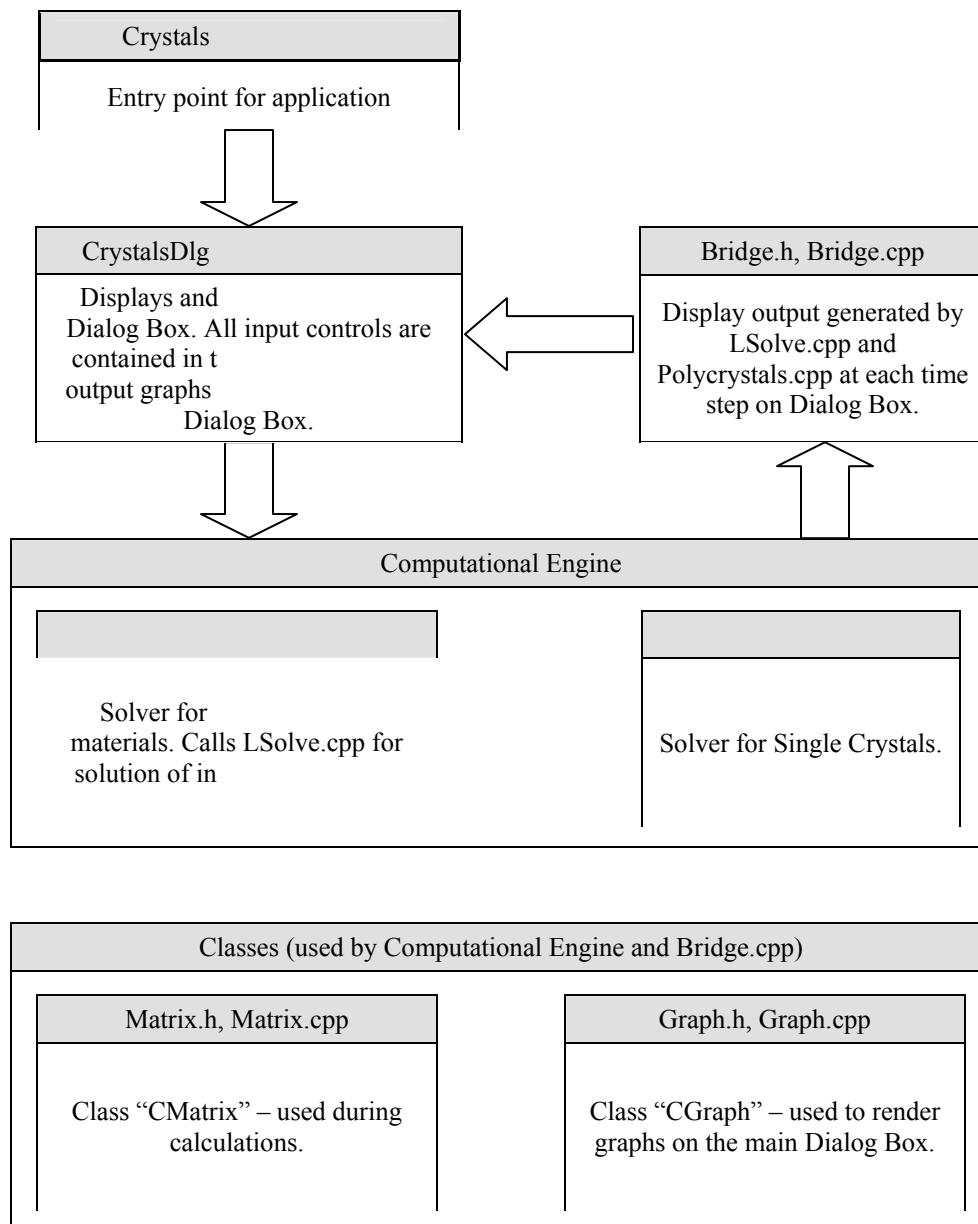 Crystals
Entry point for application
CrystalsDlg
Displays and
Dialog Box. All input controls are
contained in t
output graphs
Dialog Box.
Bridge.h, Bridge.cpp
Display output generated by
LSolve.cpp and
Polycrystals.cpp at each time
step on Dialog Box.
Computational Engine
Solver for
materials. Calls LSolve.cpp for
solution of in
Solver for Single Crystals.
Classes (used by Computational Engine and Bridge.cpp)
Matrix.h, Matrix.cpp
Class “CMatrix” – used during
calculations.
Graph.h, Graph.cpp
Class “CGraph” – used to render
graphs on the main Dialog Box.